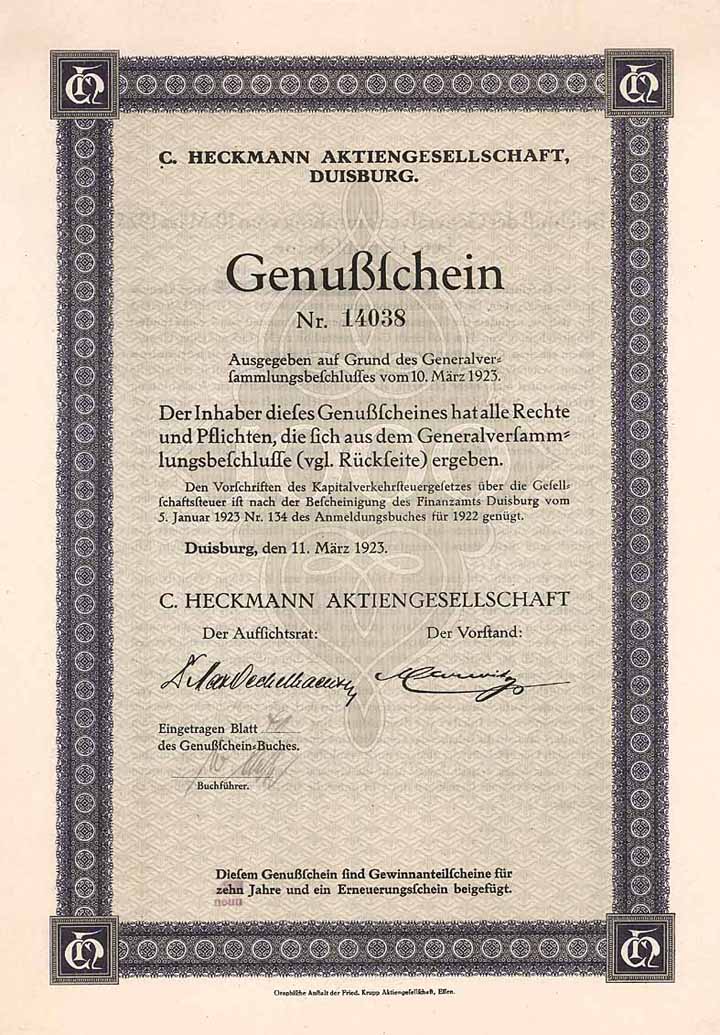 C. HECKMANN AKTIENGESELLSCHAFT,
DUISBURG.
Genußſchein
Nr. 14038
Ausgegeben auf Grund des Generalver⸗
ſammlungsbeſchluſſes vom 10. März 1923.
Der Inhaber dieſes Genußſcheines hat alle Rechte
und Pflichten, die ſich aus dem Generalverſamm⸗
lungsbeſchluſſe (vgl. Rückſeite) ergeben.
Den Vorſchriften des Kapitalverkehrſteuergeſetzes über die Geſell⸗
ſchaftsſteuer iſt nach der Beſcheinigung des Finanzamts Duisburg vom
5. Januar 1923 Nr. 134 des Anmeldungsbuches für 1922 genügt.
Duisburg, den 11. März 1923.
C. HECKMANN AKTIENGESELLSCHAFT
Der Aufſichtsrat: Der Vorſtand:
Eingetragen Blatt
des Genußſchein⸗Buches.
Buchführer.
Dieſem Genußſchein ſind Gewinnanteilſcheine für
zehn Jahre und ein Erneuerungsſchein beigefügt.
neun
Graphiſche Anſtalt der Fried. Krupp Aktiengeſellſchaft, Eſſen.